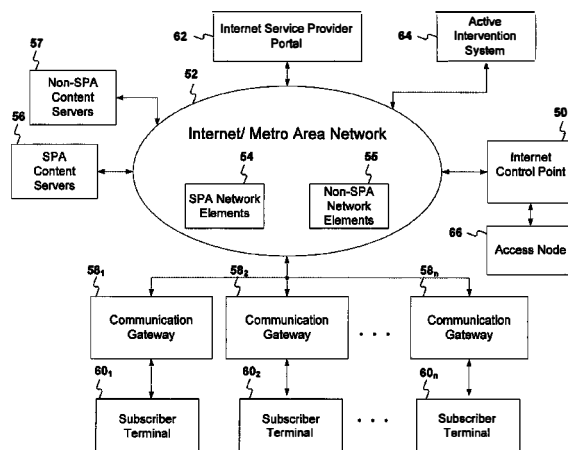 62
Internet Service Provider
Portal
64
Active
Intervention
System
57
Non-SPA
Content
Servers
52
56
SPA
Content
Servers
Internet/ Metro Area Network
54
SPA Network
Elements
55
Non-SPA
Network
Elements
50
Internet
Control Point
66
Access Node
58₁
Communication
Gateway
58₂
Communication
Gateway
. . .
58ₙ
Communication
Gateway
60₁
Subscriber
Terminal
60₂
Subscriber
Terminal
. . .
60ₙ
Subscriber
Terminal